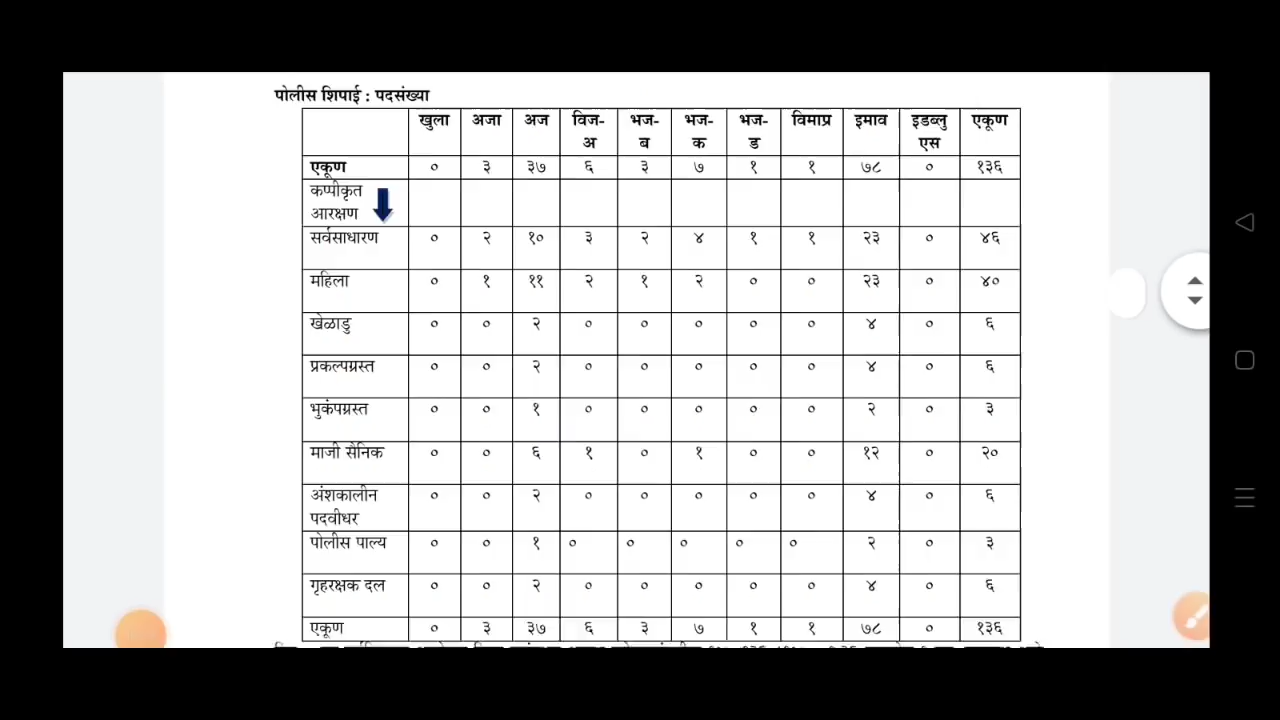 पोलीस शिपाई : पदसंख्या
खुला अजा अज विज-अ भज-ब भज-क भज-ड विमाप्र इमाव इडब्लुएस एकूण
एकूण ० ३ ३७ ६ ३ ७ १ १ ७८ ० १३६
कप्पीकृत
आरक्षण
सर्वसाधारण ० २ १० ३ २ ४ १ १ २३ ० ४६
महिला ० १ ११ २ १ २ ० ० २३ ० ४०
खेळाडु ० ० २ ० ० ० ० ० ४ ० ६
प्रकल्पग्रस्त ० ० २ ० ० ० ० ० ४ ० ६
भुकंपग्रस्त ० ० १ ० ० ० ० ० २ ० ३
माजी सैनिक ० ० ६ १ ० १ ० ० १२ ० २०
अंशकालीन ० ० २ ० ० ० ० ० ४ ० ६
पदवीधर
पोलीस पाल्य ० ० १ ० ० ० ० ० २ ० ३
गृहरक्षक दल ० ० २ ० ० ० ० ० ४ ० ६
एकूण ० ३ ३७ ६ ३ ७ १ १ ७८ ० १३६